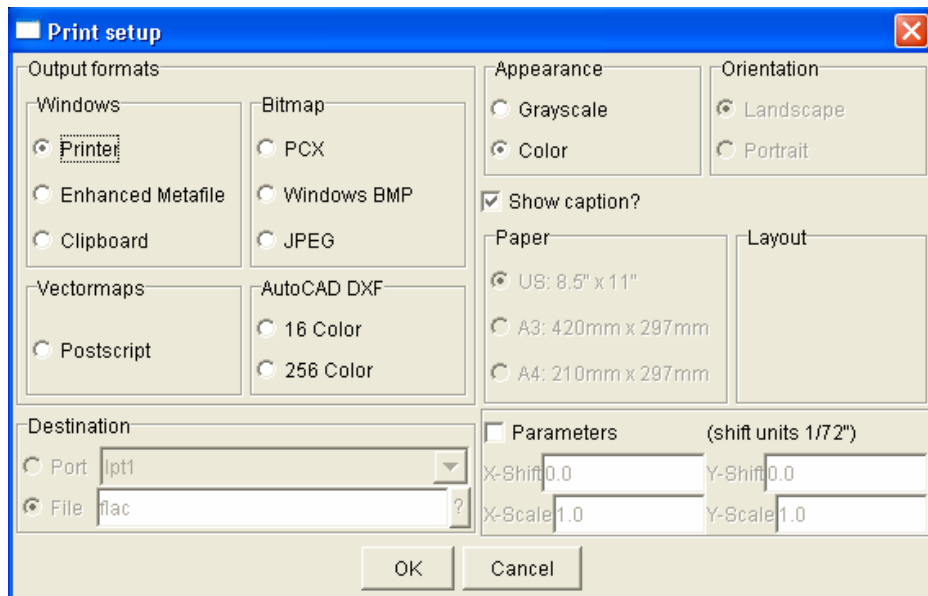 Print setup
Output formats
Windows
Printer
Enhanced Metafile
Clipboard
Bitmap
PCX
Windows BMP
JPEG
Vectormaps
Postscript
AutoCAD DXF
16 Color
256 Color
Destination
Port lpt1
File flac ?
Appearance
Grayscale
Color
Orientation
Landscape
Portrait
Show caption?
Paper
US: 8.5" x 11"
A3: 420mm x 297mm
A4: 210mm x 297mm
Layout
Parameters (shift units 1/72")
X-Shift 0.0 Y-Shift 0.0
X-Scale 1.0 Y-Scale 1.0
OK Cancel